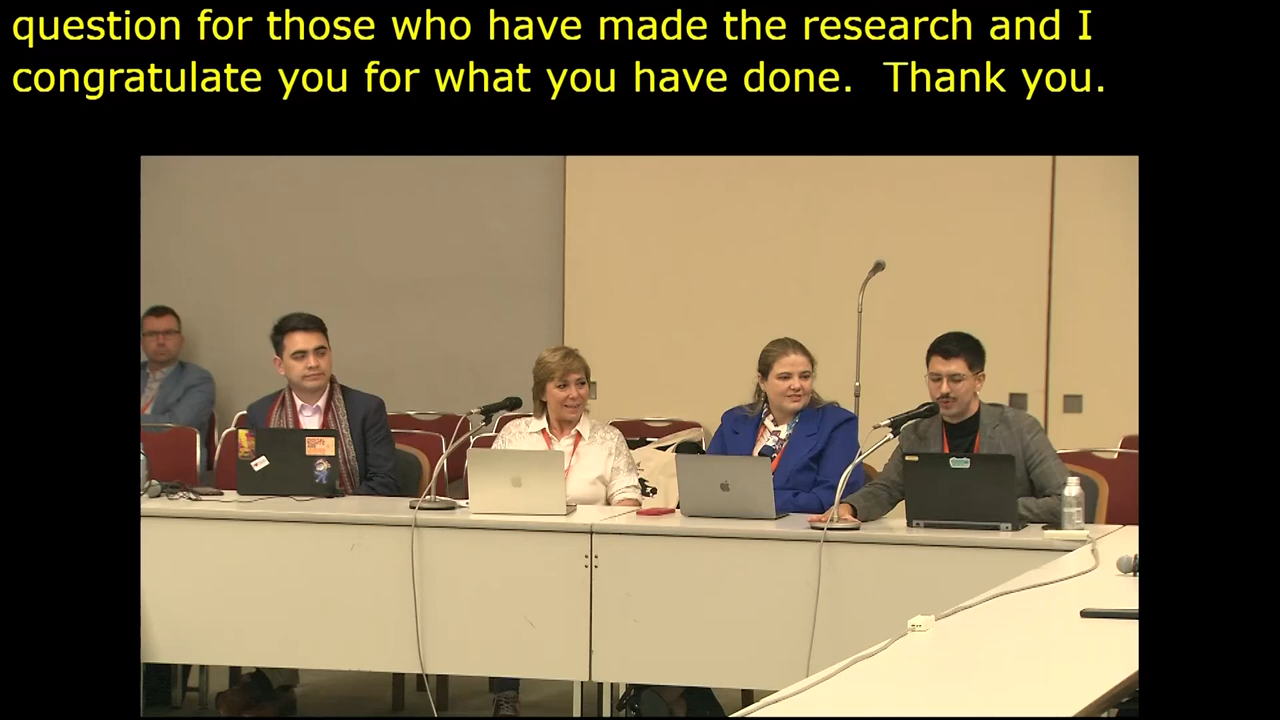 question for those who have made the research and I
congratulate you for what you have done.  Thank you.